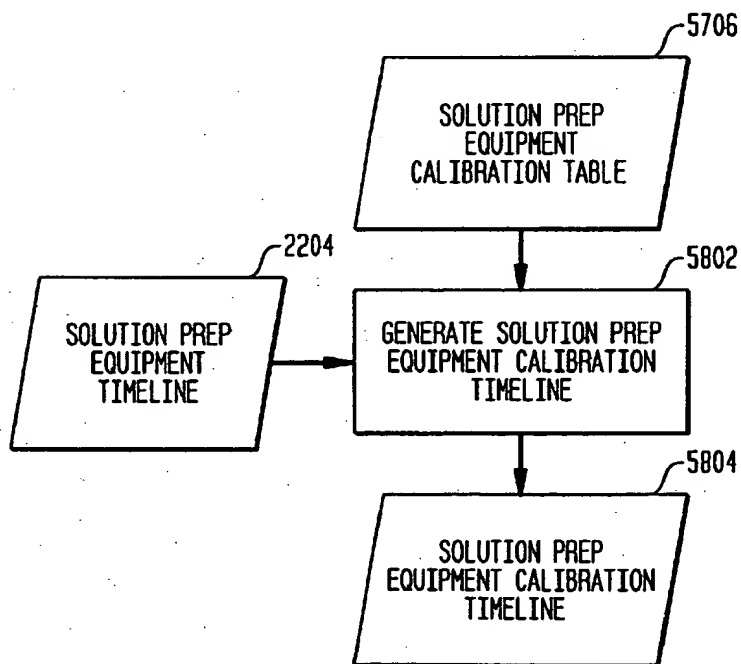 5706
SOLUTION PREP
EQUIPMENT
CALIBRATION TABLE
2204
SOLUTION PREP
EQUIPMENT
TIMELINE
5802
GENERATE SOLUTION PREP
EQUIPMENT CALIBRATION
TIMELINE
5804
SOLUTION PREP
EQUIPMENT CALIBRATION
TIMELINE